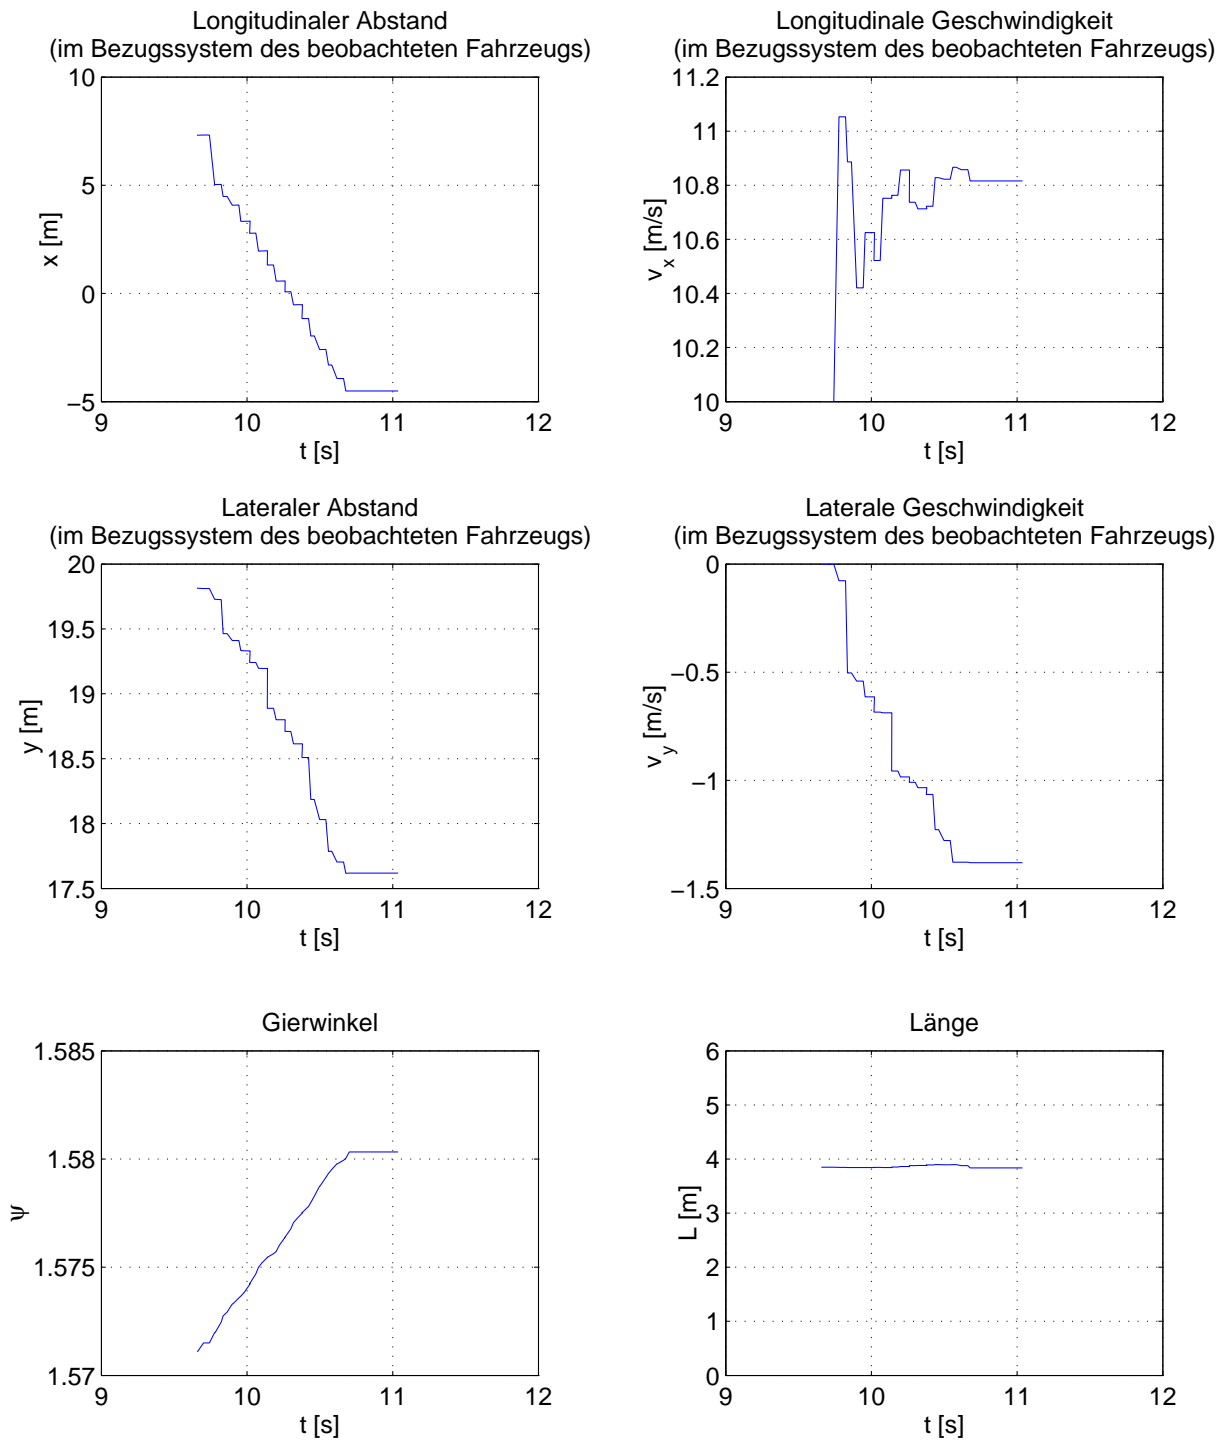 Longitudinaler Abstand
(im Bezugssystem des beobachteten Fahrzeugs)
10
5
0
−5
x [m]
9 10 11 12
t [s]
Longitudinale Geschwindigkeit
(im Bezugssystem des beobachteten Fahrzeugs)
11.2
11
10.8
10.6
10.4
10.2
10
v_x [m/s]
9 10 11 12
t [s]
Lateraler Abstand
(im Bezugssystem des beobachteten Fahrzeugs)
20
19.5
19
18.5
18
17.5
y [m]
9 10 11 12
t [s]
Laterale Geschwindigkeit
(im Bezugssystem des beobachteten Fahrzeugs)
0
−0.5
−1
−1.5
v_y [m/s]
9 10 11 12
t [s]
Gierwinkel
1.585
1.58
1.575
1.57
ψ
9 10 11 12
t [s]
Länge
6
5
4
3
2
1
0
L [m]
9 10 11 12
t [s]